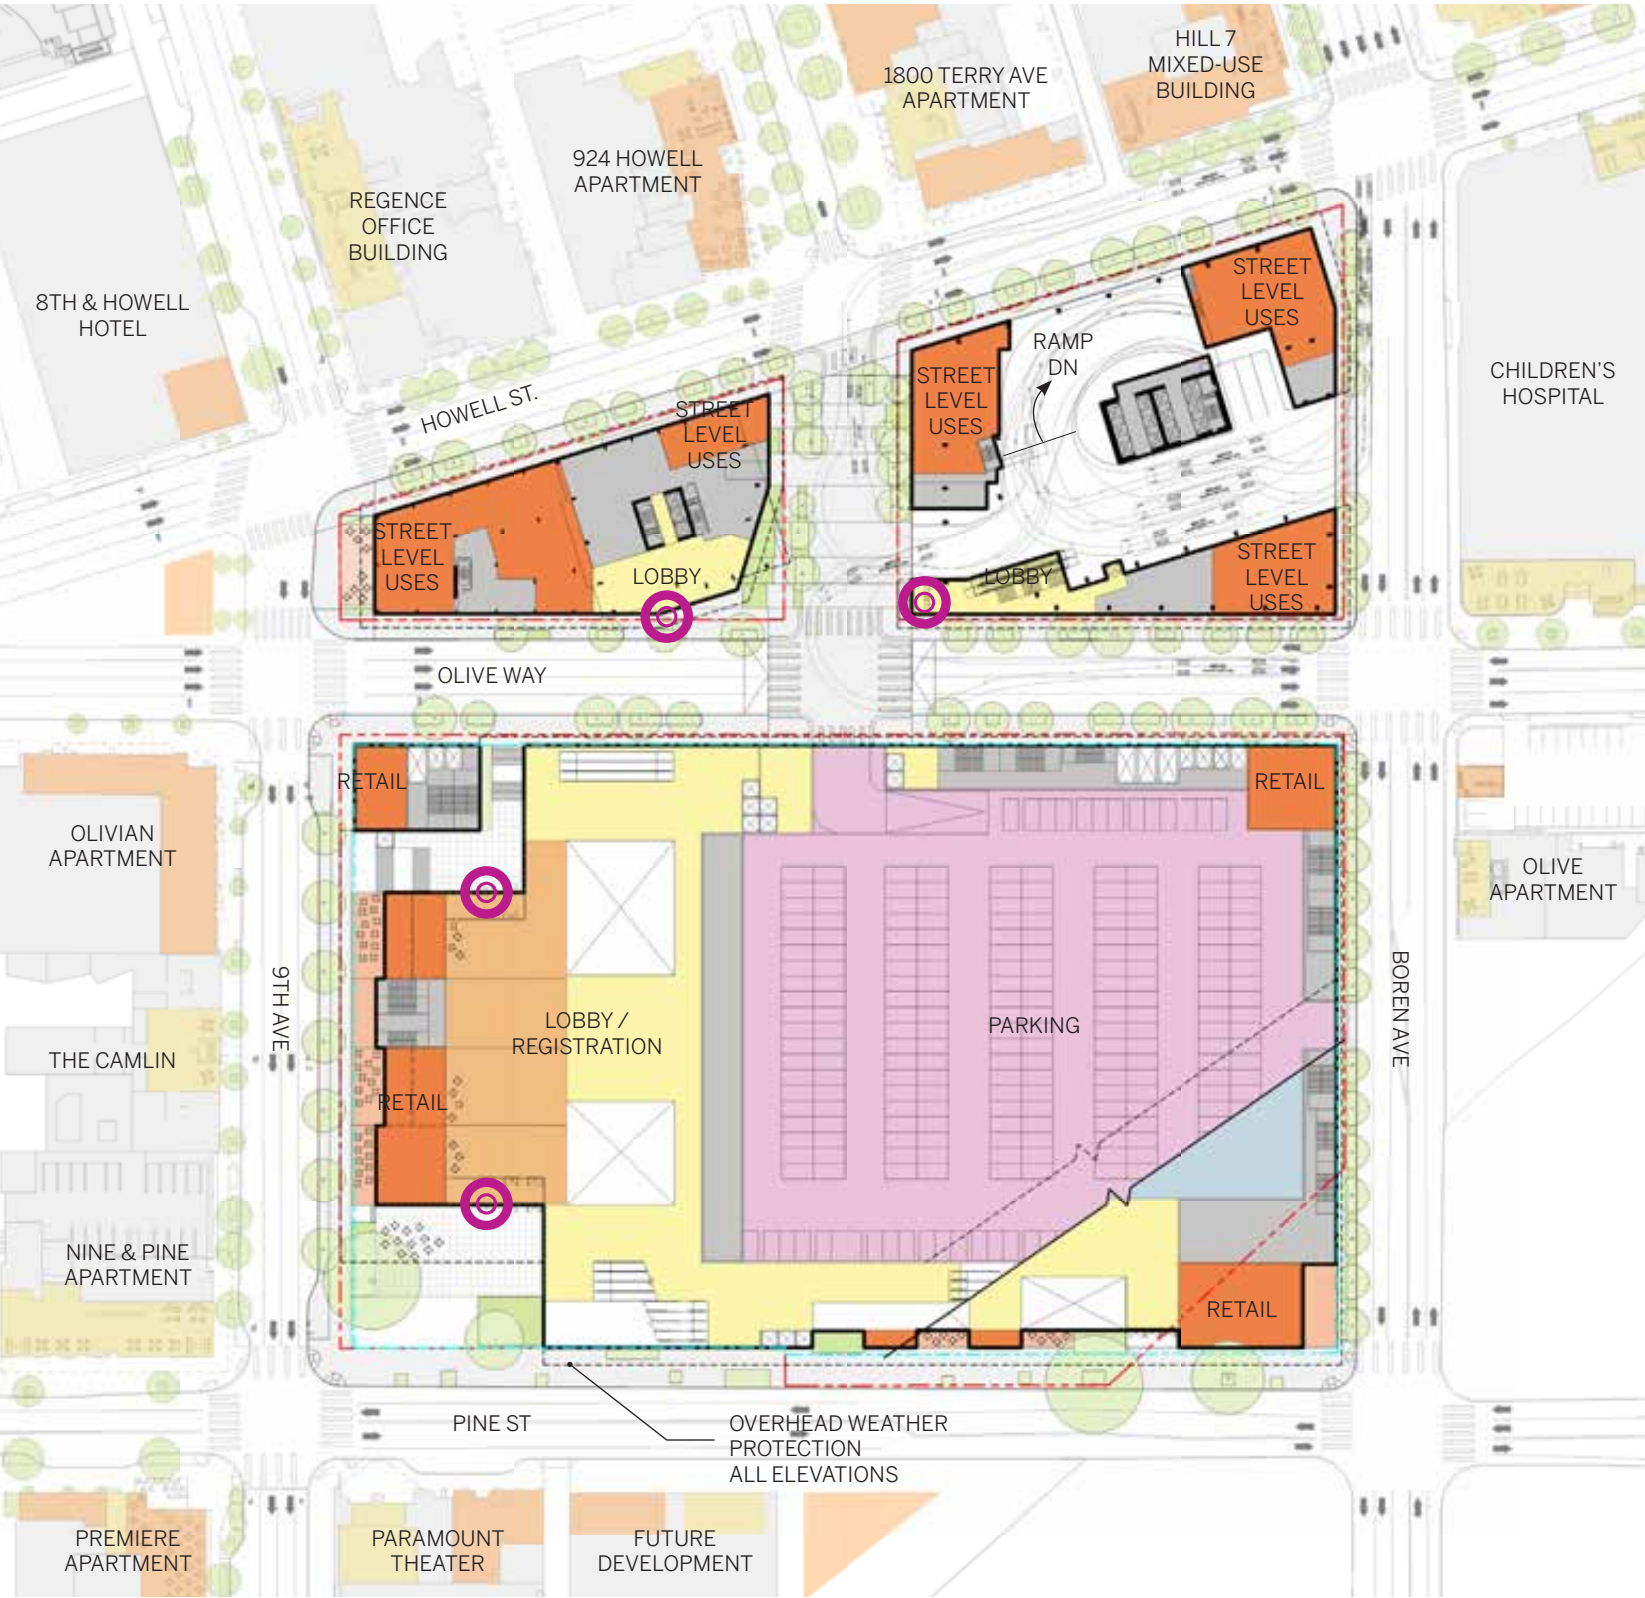 HILL 7
MIXED-USE
BUILDING
1800 TERRY AVE
APARTMENT
924 HOWELL
APARTMENT
REGENCE
OFFICE
BUILDING
8TH & HOWELL
HOTEL
STREET
LEVEL
USES
RAMP
DN
STREET
LEVEL
USES
CHILDREN'S
HOSPITAL
HOWELL ST.
STREET
LEVEL
USES
STREET
LEVEL
USES
LOBBY
LOBBY
STREET
LEVEL
USES
OLIVE WAY
RETAIL
RETAIL
OLIVIAN
APARTMENT
OLIVE
APARTMENT
9TH AVE
BOREN AVE
LOBBY /
REGISTRATION
PARKING
THE CAMLIN
RETAIL
NINE & PINE
APARTMENT
RETAIL
PINE ST
OVERHEAD WEATHER
PROTECTION
ALL ELEVATIONS
PREMIERE
APARTMENT
PARAMOUNT
THEATER
FUTURE
DEVELOPMENT